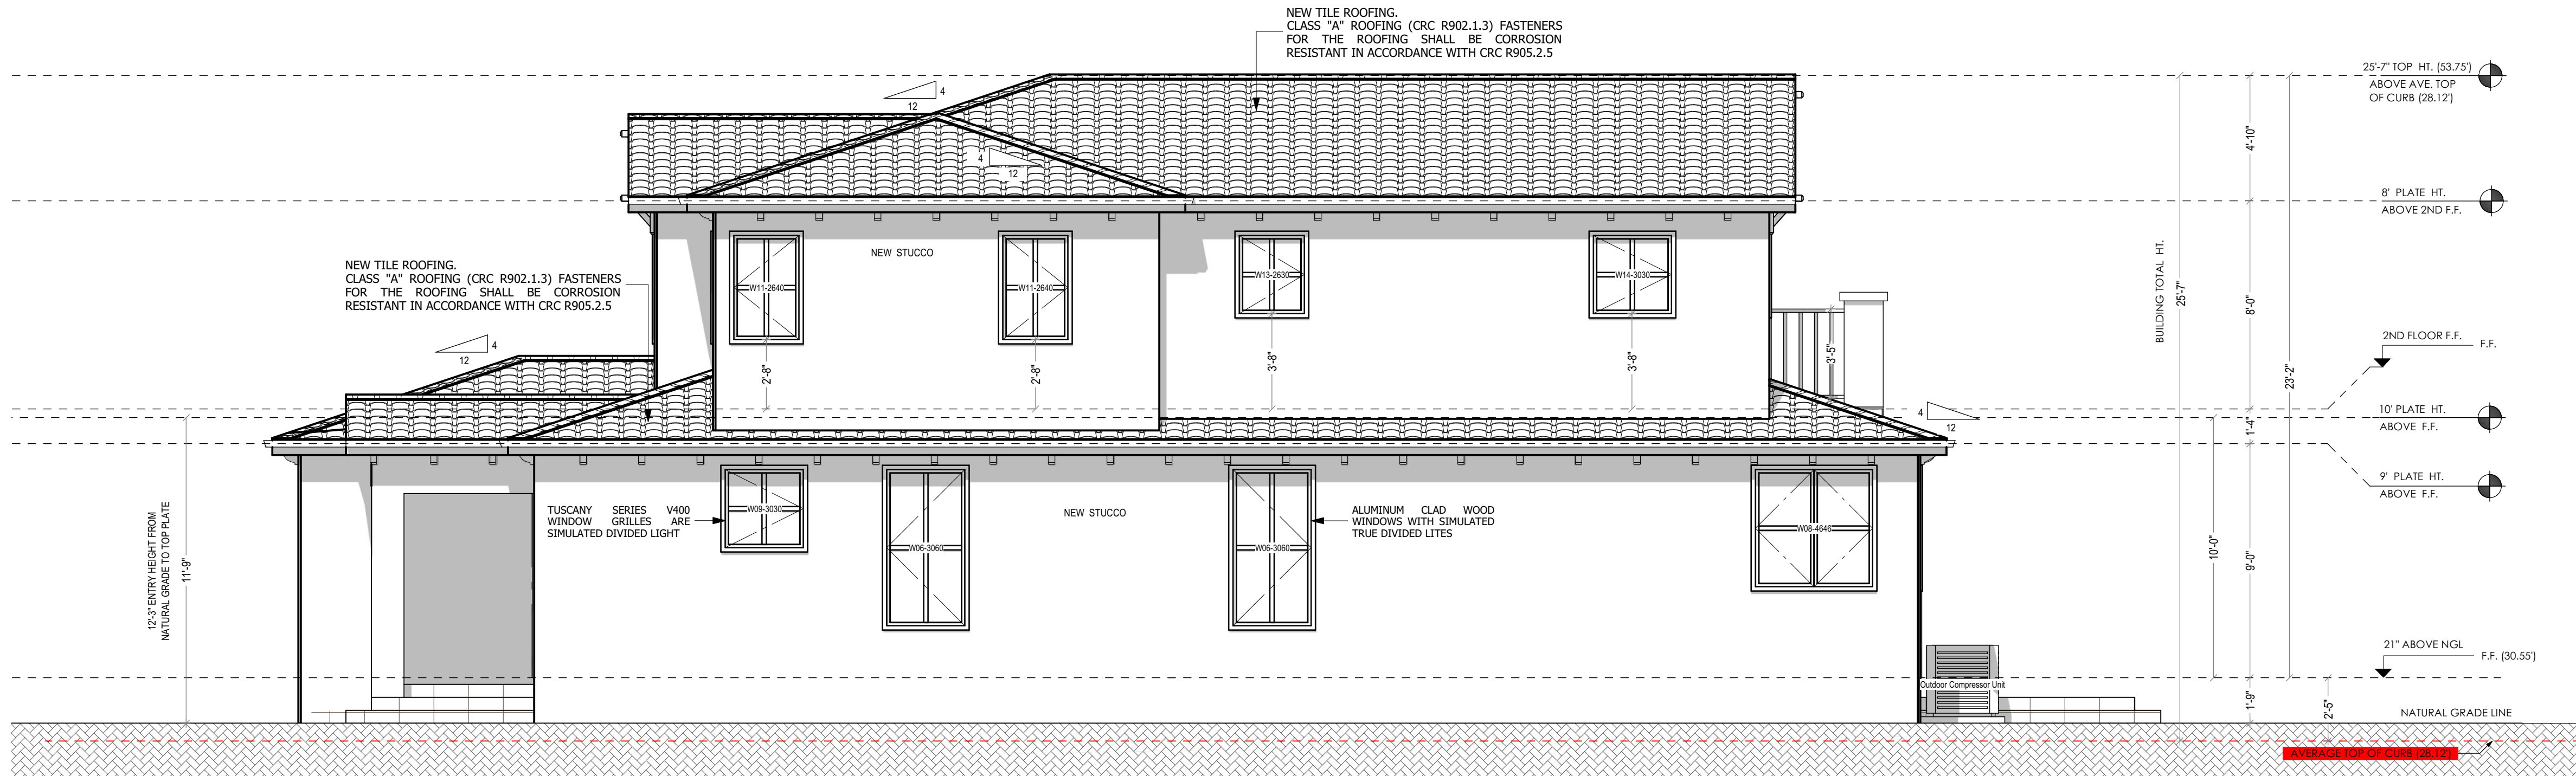 NEW TILE ROOFING.
CLASS "A" ROOFING (CRC R902.1.3) FASTENERS
FOR THE ROOFING SHALL BE CORROSION
RESISTANT IN ACCORDANCE WITH CRC R905.2.5
25'-7" TOP HT. (53.75')
ABOVE AVE. TOP
OF CURB (28.12')
4
12
4
12
4'-10"
8' PLATE HT.
ABOVE 2ND F.F.
NEW STUCCO
NEW TILE ROOFING.
CLASS "A" ROOFING (CRC R902.1.3) FASTENERS
FOR THE ROOFING SHALL BE CORROSION
RESISTANT IN ACCORDANCE WITH CRC R905.2.5
W11-2640
W11-2640
W13-2630
W14-3030
BUILDING TOTAL HT.
25'-7"
8'-0"
4
12
2'-8"
2'-8"
3'-8"
3'-8"
3'-5"
2ND FLOOR F.F.
F.F.
23'-2"
4
12
10' PLATE HT.
ABOVE F.F.
1'-4"
9' PLATE HT.
ABOVE F.F.
12'-3" ENTRY HEIGHT FROM
NATURAL GRADE TO TOP PLATE
11'-9"
TUSCANY SERIES V400
WINDOW GRILLES ARE
SIMULATED DIVIDED LIGHT
W09-3030
W06-3060
NEW STUCCO
W06-3060
ALUMINUM CLAD WOOD
WINDOWS WITH SIMULATED
TRUE DIVIDED LITES
W08-4646
10'-0"
9'-0"
21" ABOVE NGL
F.F. (30.55')
Outdoor Compressor Unit
1'-9"
2'-5"
NATURAL GRADE LINE
AVERAGE TOP OF CURB (28.12')